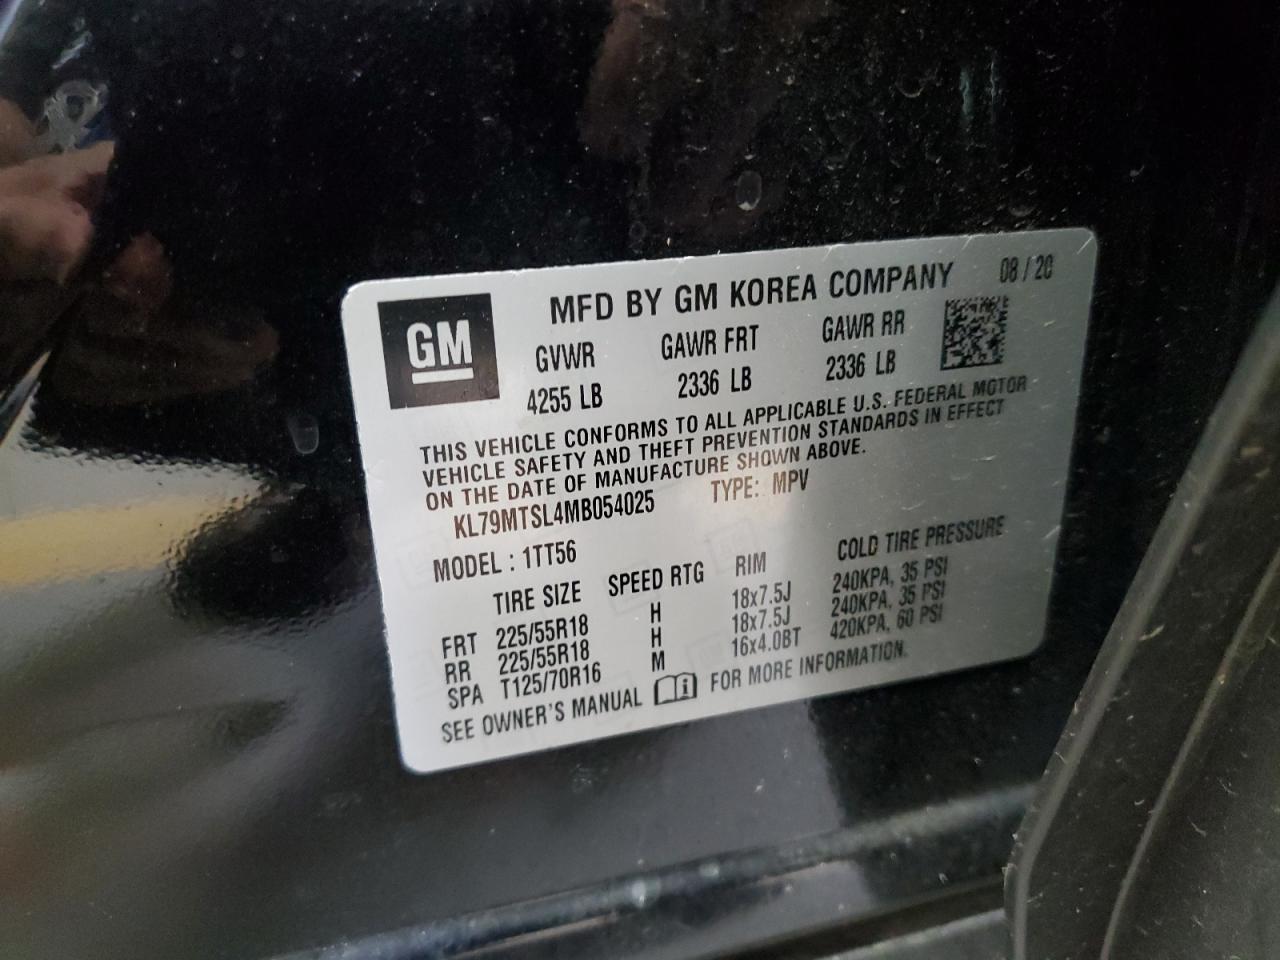 MFD BY GM KOREA COMPANY 08 / 20
GM
GVWR GAWR FRT GAWR RR
4255 LB 2336 LB 2336 LB
THIS VEHICLE CONFORMS TO ALL APPLICABLE U.S. FEDERAL MOTOR
VEHICLE SAFETY AND THEFT PREVENTION STANDARDS IN EFFECT
ON THE DATE OF MANUFACTURE SHOWN ABOVE.
KL79MTSL4MB054025 TYPE: MPV
MODEL : 1TT56
TIRE SIZE SPEED RTG RIM COLD TIRE PRESSURE
FRT 225/55R18 H 18x7.5J 240KPA, 35 PSI
RR 225/55R18 H 18x7.5J 240KPA, 35 PSI
SPA T125/70R16 M 16x4.0BT 420KPA, 60 PSI
SEE OWNER'S MANUAL FOR MORE INFORMATION.